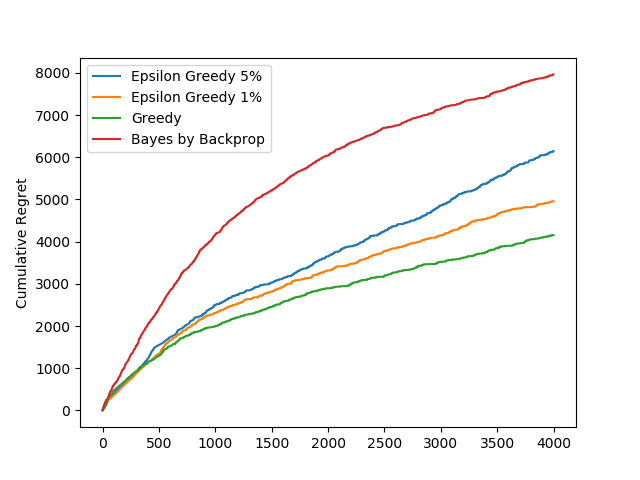 Epsilon Greedy 5%
Epsilon Greedy 1%
Greedy
Bayes by Backprop
Cumulative Regret
8000
7000
6000
5000
4000
3000
2000
1000
0
0 500 1000 1500 2000 2500 3000 3500 4000